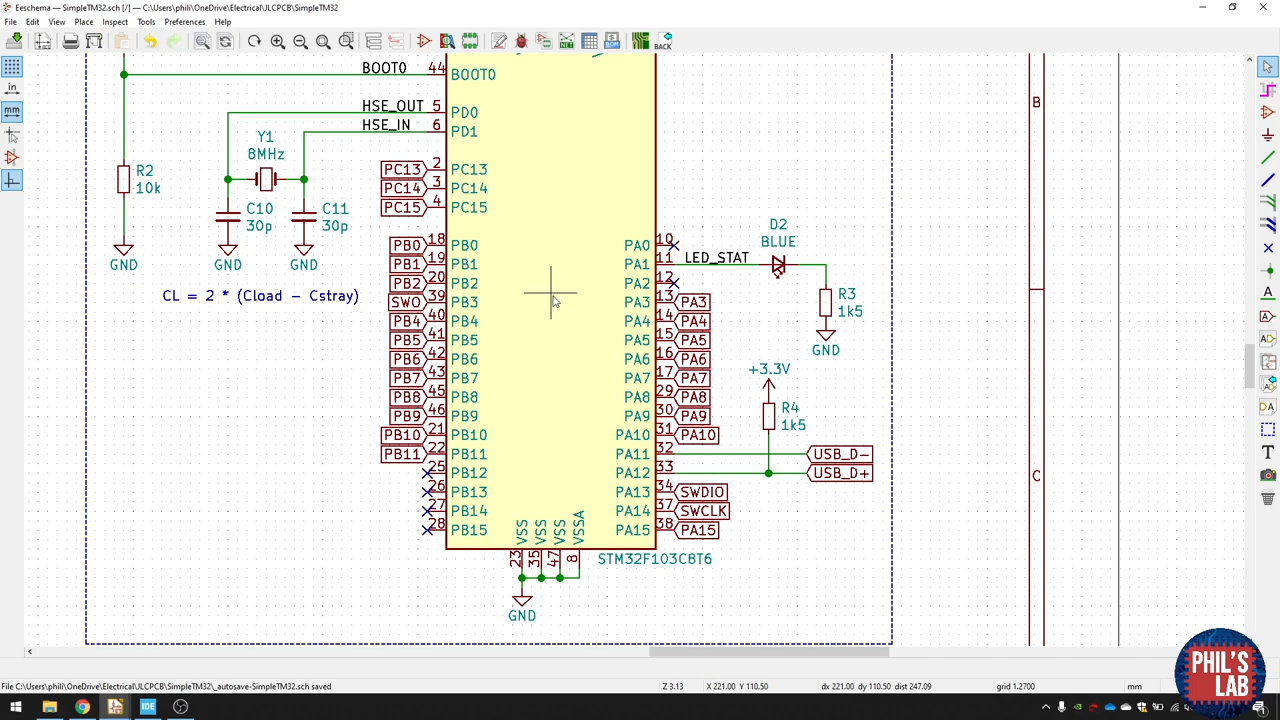 Eeschema — SimpleTM32.sch [/] — C:\Users\phili\OneDrive\Electrical\JLCPCB\SimpleTM32
File Edit View Place Inspect Tools Preferences Help
BACK
in
mm
A
A
D
T
B
C
BOOT0 44 BOOT0
HSE_OUT 5 PD0
HSE_IN 6 PD1
Y1
8MHz
R2
10k
C10
30p
C11
30p
GND GND GND
CL = 2 * (Cload - Cstray)
PC13 2 PC13
PC14 3 PC14
PC15 4 PC15
PB0 18 PB0
PB1 19 PB1
PB2 20 PB2
SWO 39 PB3
PB4 40 PB4
PB5 41 PB5
PB6 42 PB6
PB7 43 PB7
PB8 45 PB8
PB9 46 PB9
PB10 21 PB10
PB11 22 PB11
25 PB12
26 PB13
27 PB14
28 PB15
PA0 10
PA1 11 LED_STAT
PA2 12
PA3 13 PA3
PA4 14 PA4
PA5 15 PA5
PA6 16 PA6
PA7 17 PA7
PA8 29 PA8
PA9 30 PA9
PA10 31 PA10
PA11 32 USB_D-
PA12 33 USB_D+
PA13 34 SWDIO
PA14 37 SWCLK
PA15 38 PA15
D2
BLUE
R3
1k5
GND
+3.3V
R4
1k5
VSS VSS VSS VSSA
23 35 47 8
STM32F103CBT6
GND
PHIL'S
LAB
File C:\Users\phili\OneDrive\Electrical\JLCPCB\SimpleTM32\_autosave-SimpleTM32.sch saved
Z 3.13 X 221.00 Y 110.50 dx 221.00 dy 110.50 dist 247.09 grid 1.2700 mm
IDE